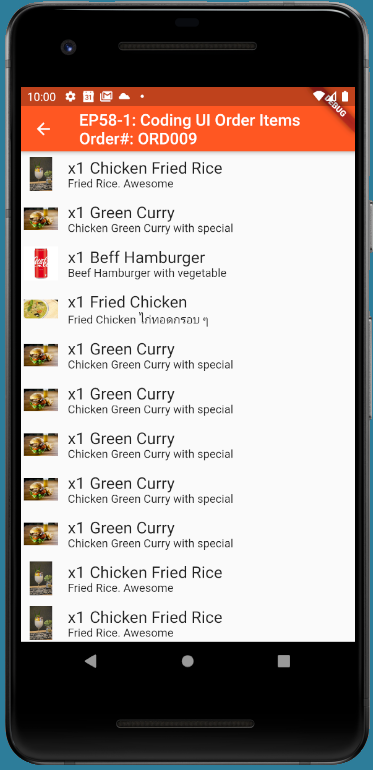 10:00
31
DEBUG
EP58-1: Coding UI Order Items
Order#: ORD009
x1 Chicken Fried Rice
Fried Rice. Awesome
x1 Green Curry
Chicken Green Curry with special
x1 Beff Hamburger
Beef Hamburger with vegetable
x1 Fried Chicken
Fried Chicken ไก่ทอดกรอบ ๆ
x1 Green Curry
Chicken Green Curry with special
x1 Green Curry
Chicken Green Curry with special
x1 Green Curry
Chicken Green Curry with special
x1 Green Curry
Chicken Green Curry with special
x1 Green Curry
Chicken Green Curry with special
x1 Chicken Fried Rice
Fried Rice. Awesome
x1 Chicken Fried Rice
Fried Rice. Awesome